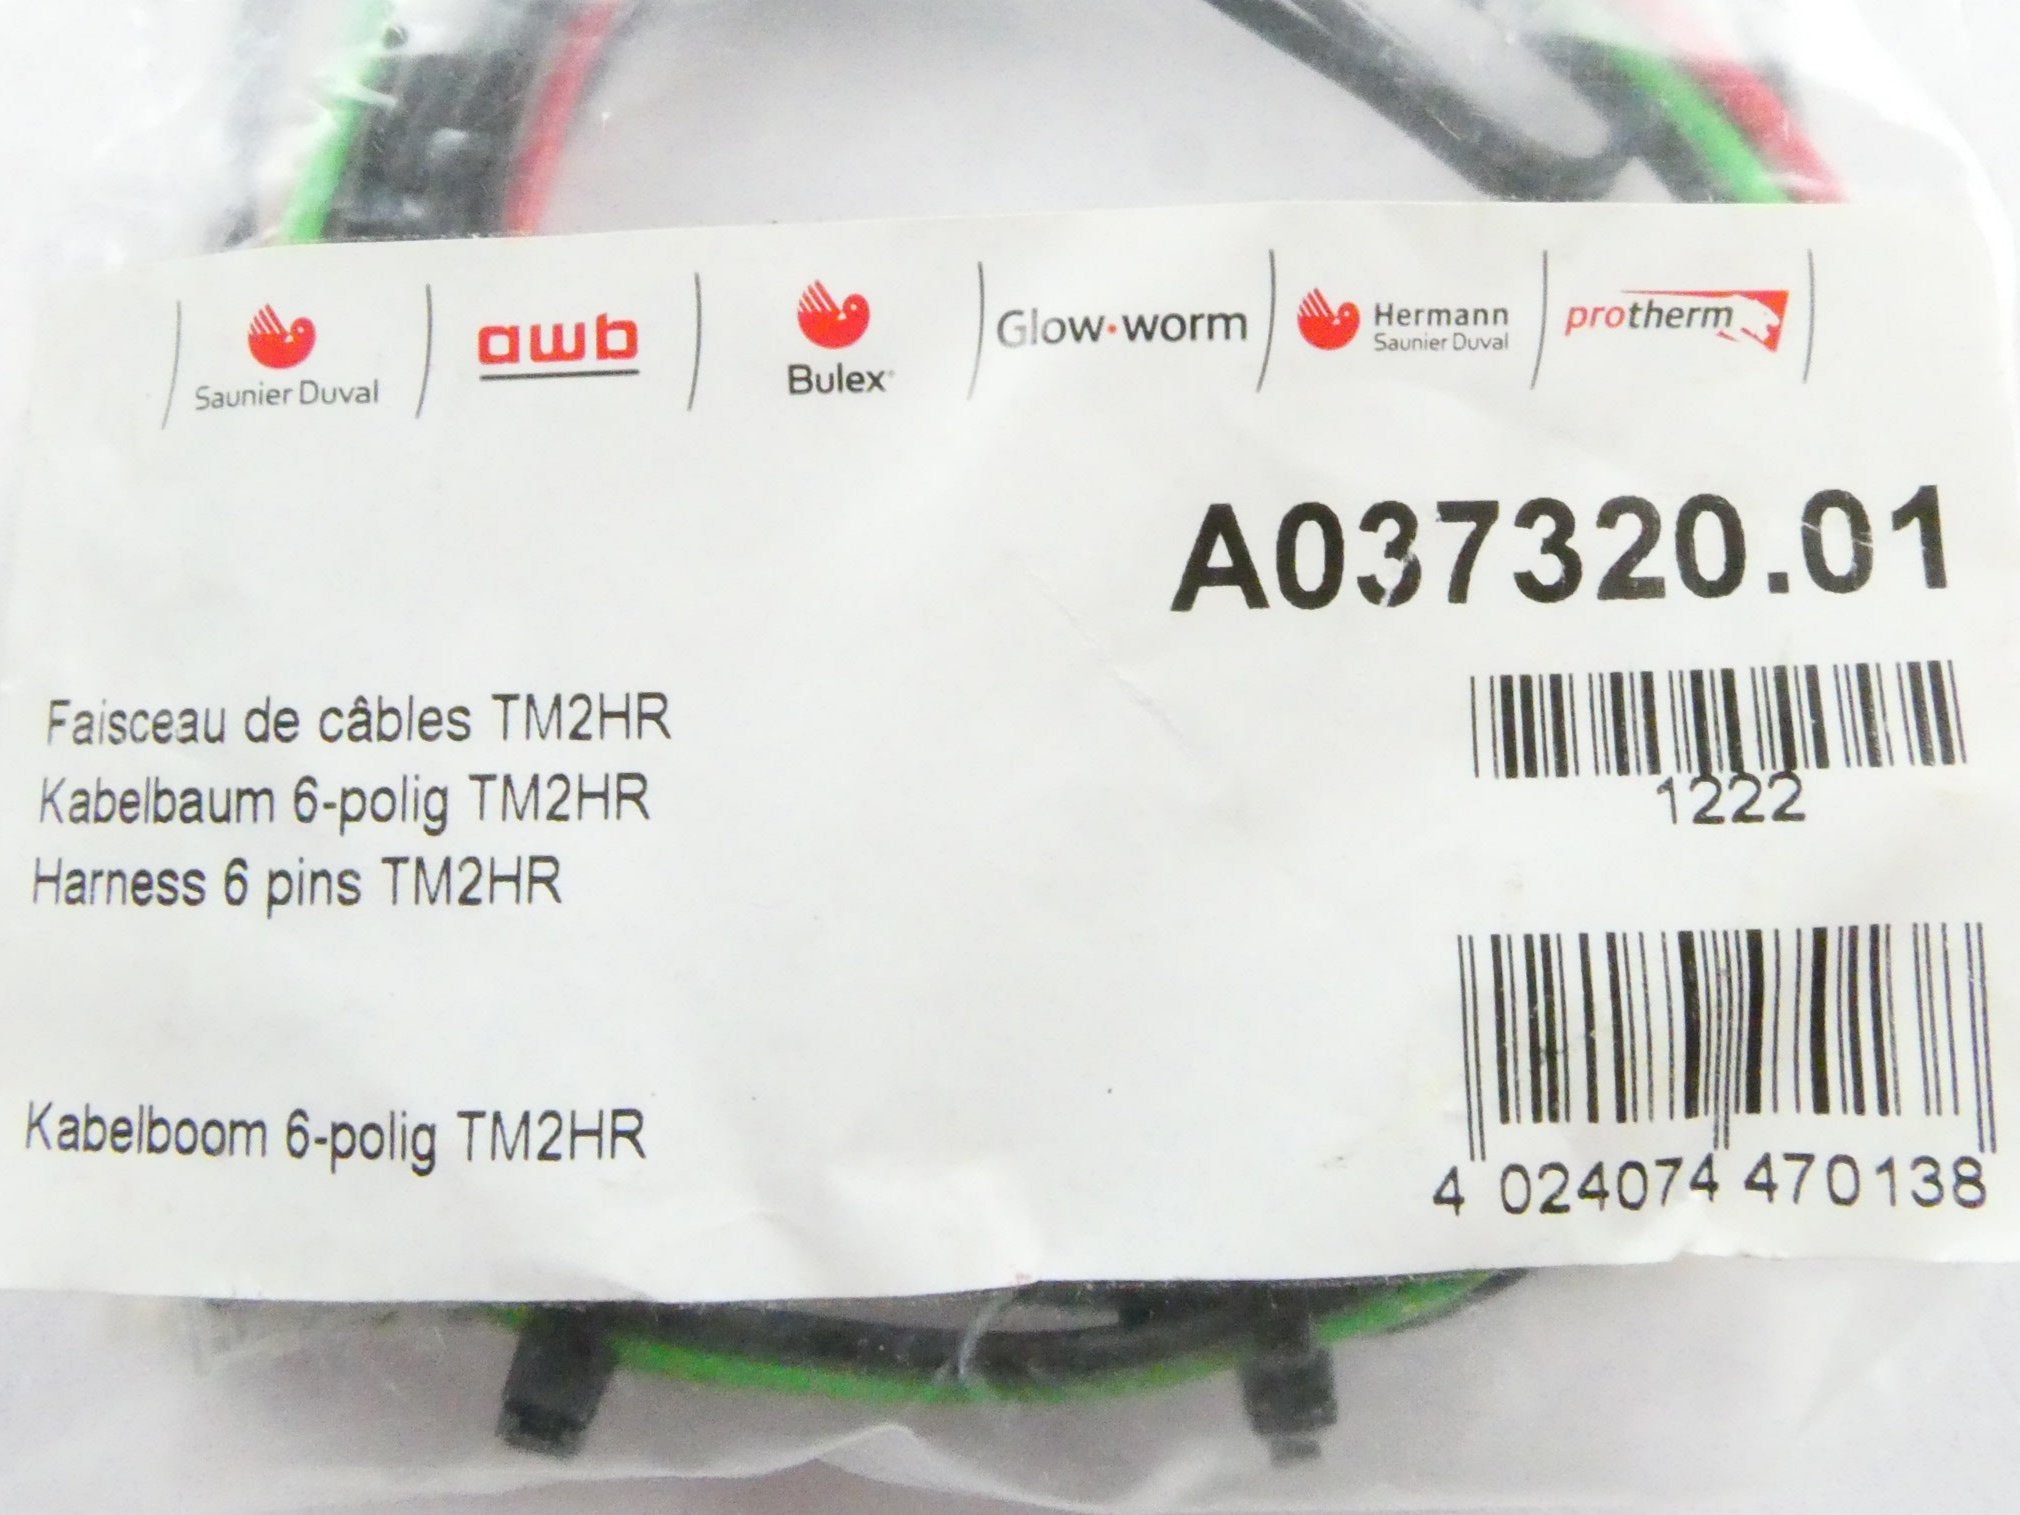 Saunier Duval
awb
Bulex
Glow·worm
Hermann
Saunier Duval
protherm
A037320.01
Faisceau de câbles TM2HR
Kabelbaum 6-polig TM2HR
Harness 6 pins TM2HR
1222
Kabelboom 6-polig TM2HR
4 024074 470138